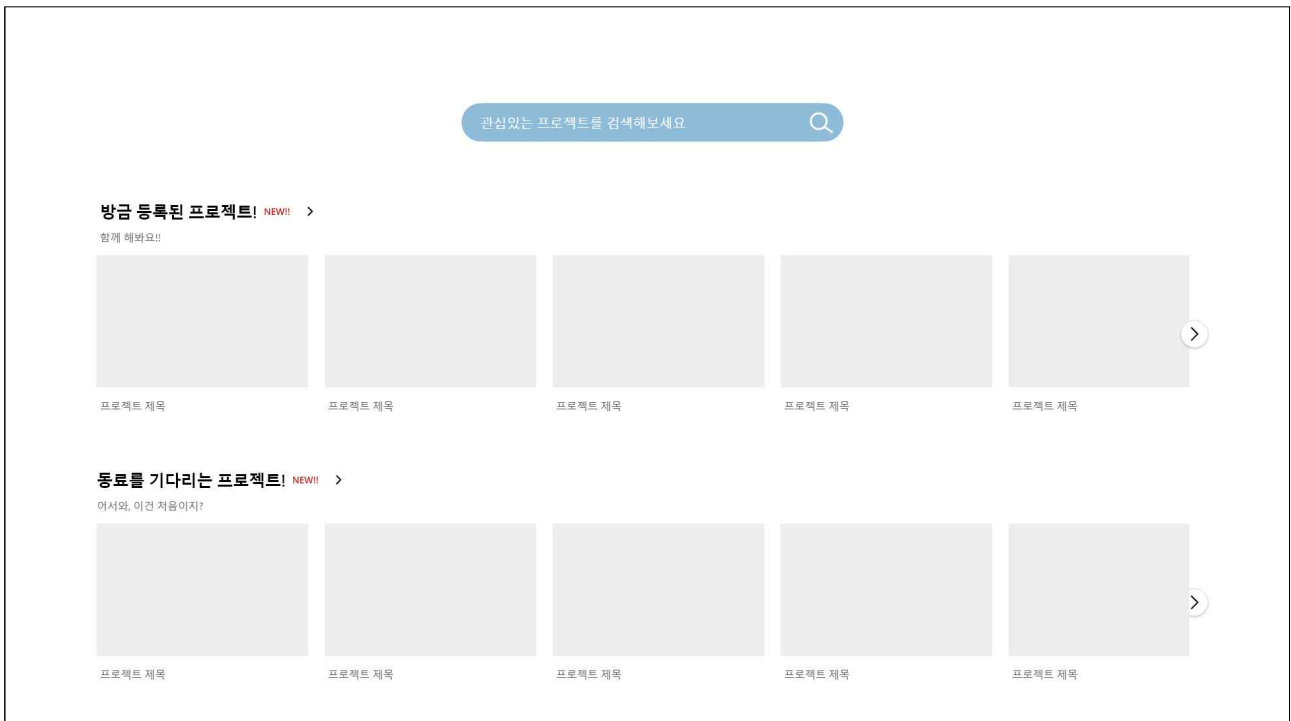 관심있는 프로젝트를 검색해보세요
방금 등록된 프로젝트! NEW!!
함께 해봐요!!
프로젝트 제목 프로젝트 제목 프로젝트 제목 프로젝트 제목 프로젝트 제목
동료를 기다리는 프로젝트! NEW!!
어서와, 이건 처음이지?
프로젝트 제목 프로젝트 제목 프로젝트 제목 프로젝트 제목 프로젝트 제목